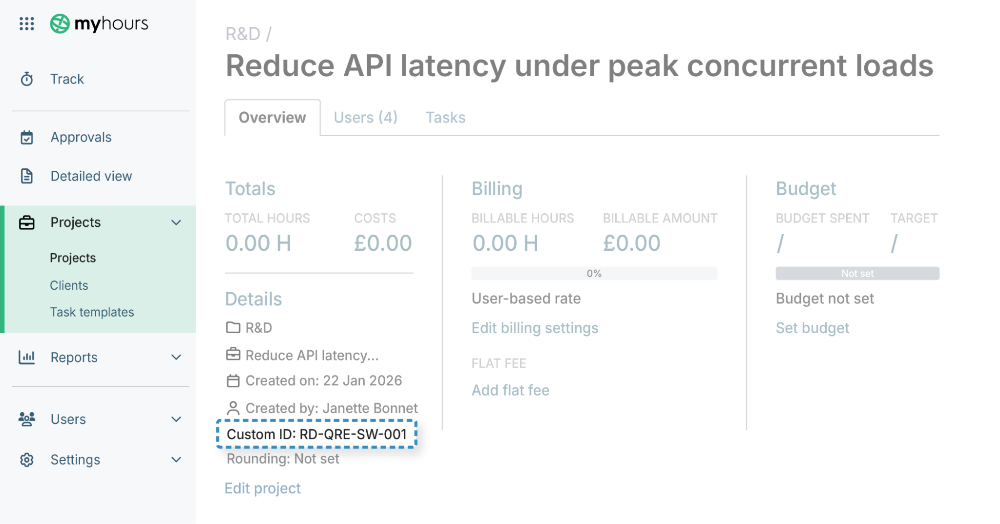 myhours
Track
Approvals
Detailed view
Projects
Projects
Clients
Task templates
Reports
Users
Settings
R&D /
Reduce API latency under peak concurrent loads
Overview
Users (4)
Tasks
Totals
TOTAL HOURS COSTS
0.00 H £0.00
Details
R&D
Reduce API latency...
Created on: 22 Jan 2026
Created by: Janette Bonnet
Custom ID: RD-QRE-SW-001
Rounding: Not set
Edit project
Billing
BILLABLE HOURS BILLABLE AMOUNT
0.00 H £0.00
0%
User-based rate
Edit billing settings
FLAT FEE
Add flat fee
Budget
BUDGET SPENT TARGET
/ /
Not set
Budget not set
Set budget